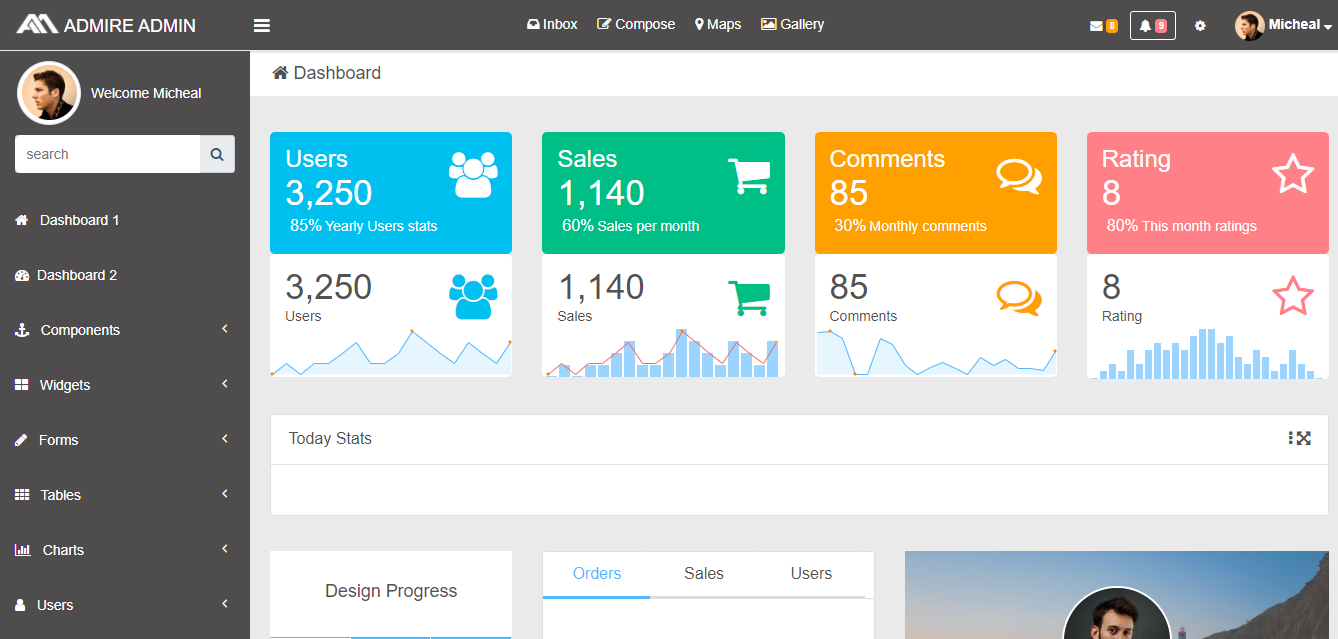 ADMIRE ADMIN
Inbox
Compose
Maps
Gallery
8
9
Micheal
Welcome Micheal
search
Dashboard 1
Dashboard 2
Components
Widgets
Forms
Tables
Charts
Users
Dashboard
Users
3,250
85% Yearly Users stats
3,250
Users
Sales
1,140
60% Sales per month
1,140
Sales
Comments
85
30% Monthly comments
85
Comments
Rating
8
80% This month ratings
8
Rating
Today Stats
Design Progress
Orders
Sales
Users